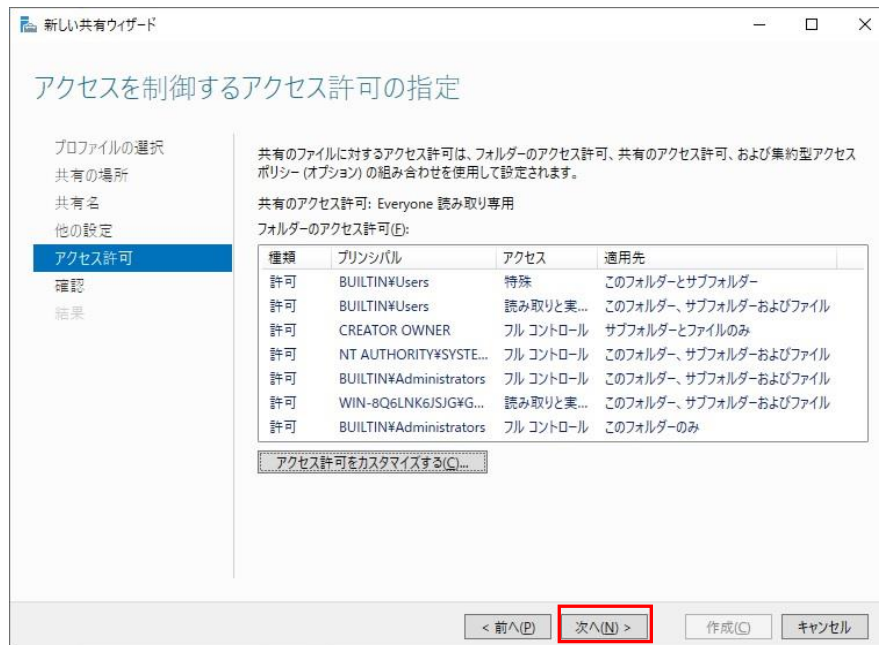 新しい共有ウィザード
アクセスを制御するアクセス許可の指定
プロファイルの選択
共有の場所
共有名
他の設定
アクセス許可
確認
結果
共有のファイルに対するアクセス許可は、フォルダーのアクセス許可、共有のアクセス許可、および集約型アクセス
ポリシー (オプション) の組み合わせを使用して設定されます。
共有のアクセス許可: Everyone 読み取り専用
フォルダーのアクセス許可(F):
種類 プリンシパル アクセス 適用先
許可 BUILTIN¥Users 特殊 このフォルダーとサブフォルダー
許可 BUILTIN¥Users 読み取りと実... このフォルダー、サブフォルダーおよびファイル
許可 CREATOR OWNER フル コントロール サブフォルダーとファイルのみ
許可 NT AUTHORITY¥SYSTE... フル コントロール このフォルダー、サブフォルダーおよびファイル
許可 BUILTIN¥Administrators フル コントロール このフォルダー、サブフォルダーおよびファイル
許可 WIN-8Q6LNK6JSJG¥G... 読み取りと実... このフォルダー、サブフォルダーおよびファイル
許可 BUILTIN¥Administrators フル コントロール このフォルダーのみ
アクセス許可をカスタマイズする(C)...
< 前へ(P) 次へ(N) > 作成(C) キャンセル